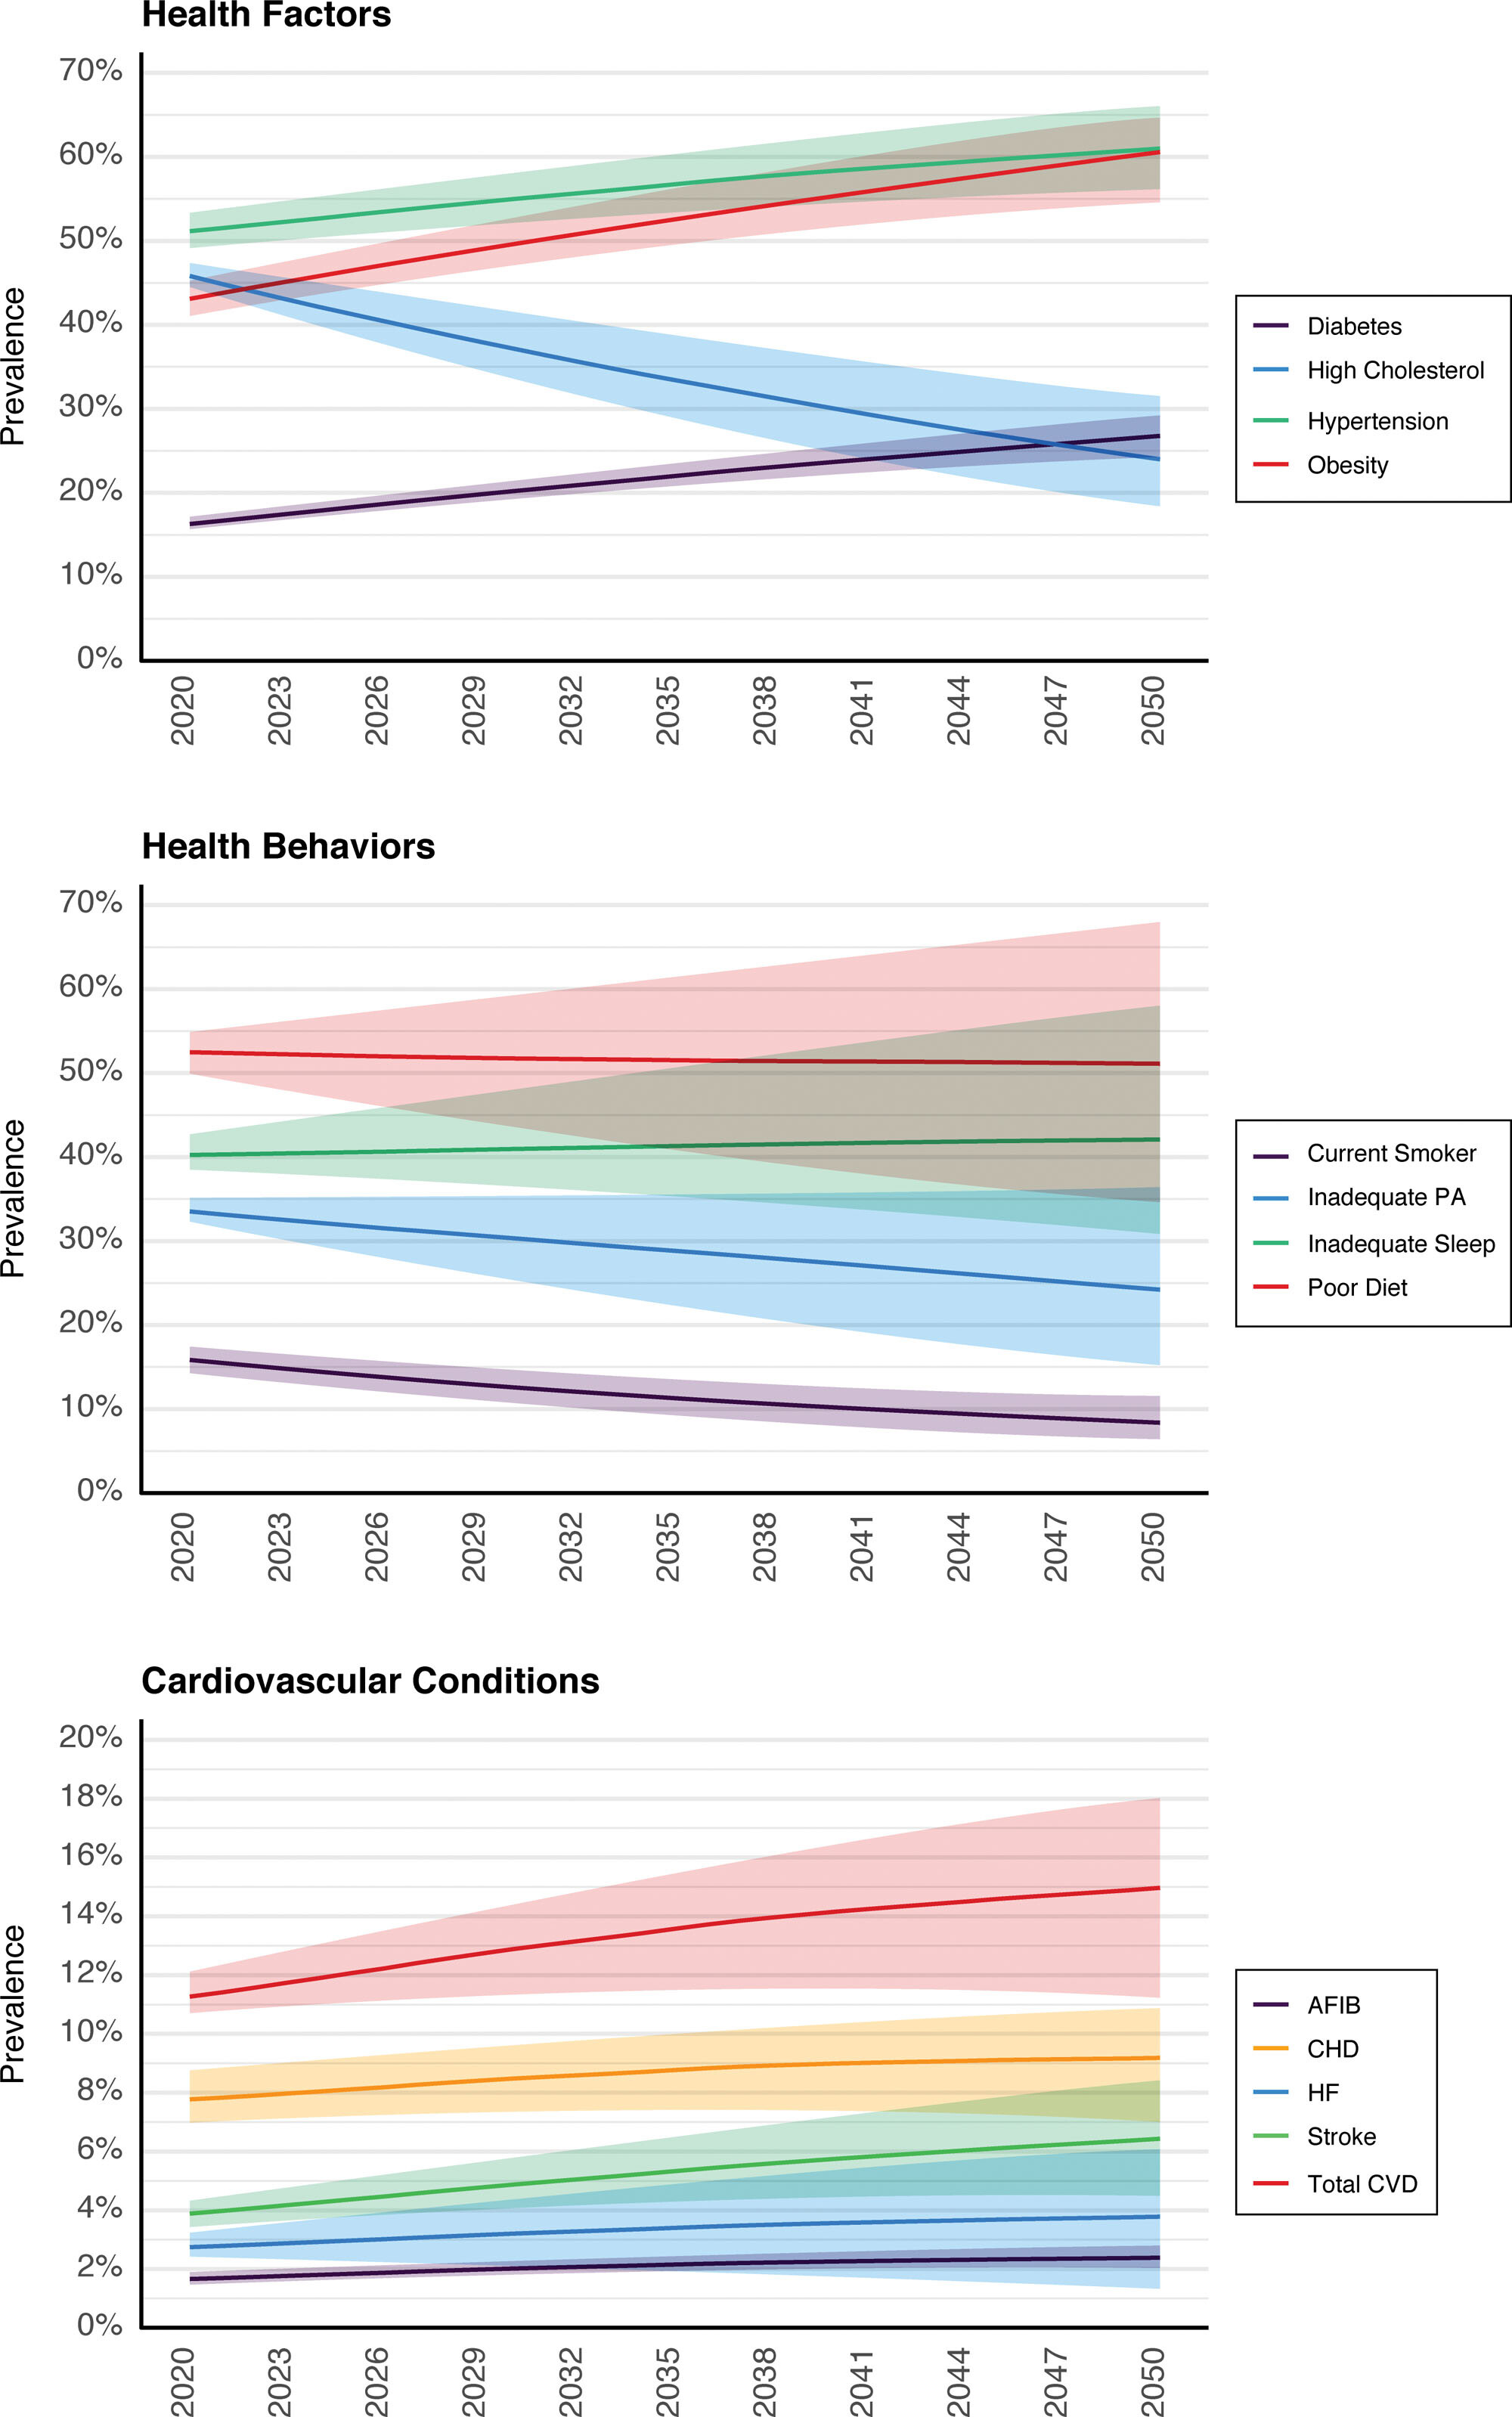 Health Factors
Prevalence
70%
60%
50%
40%
30%
20%
10%
0%
2020 2023 2026 2029 2032 2035 2038 2041 2044 2047 2050
Diabetes
High Cholesterol
Hypertension
Obesity
Health Behaviors
Prevalence
70%
60%
50%
40%
30%
20%
10%
0%
2020 2023 2026 2029 2032 2035 2038 2041 2044 2047 2050
Current Smoker
Inadequate PA
Inadequate Sleep
Poor Diet
Cardiovascular Conditions
Prevalence
20%
18%
16%
14%
12%
10%
8%
6%
4%
2%
0%
2020 2023 2026 2029 2032 2035 2038 2041 2044 2047 2050
AFIB
CHD
HF
Stroke
Total CVD